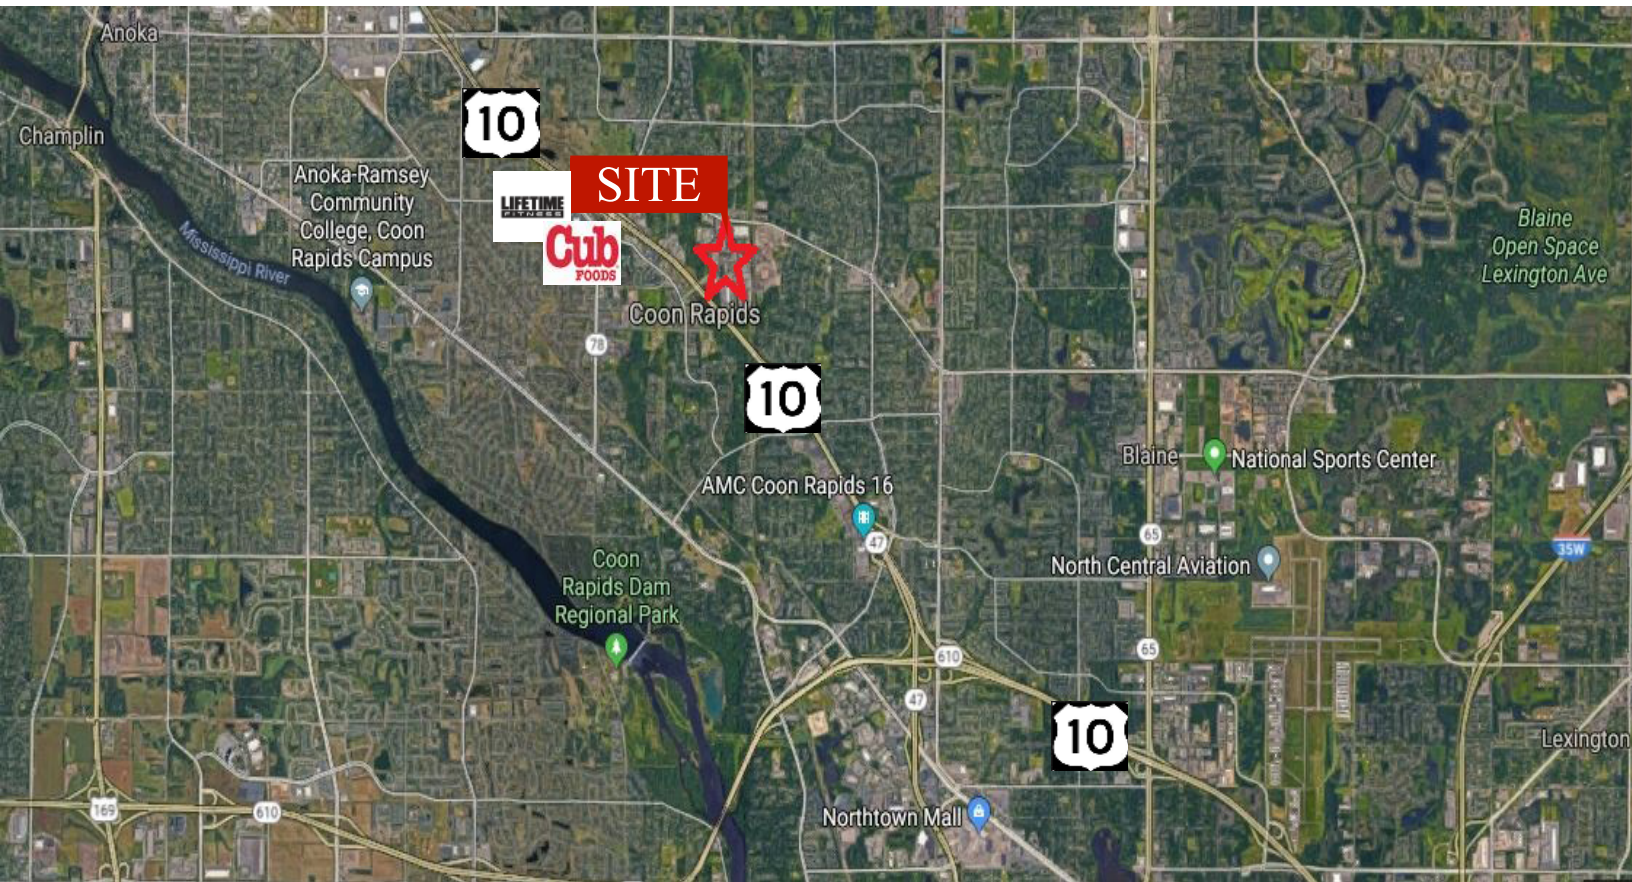 Anoka
10
Champlin
Anoka-Ramsey
Community
College, Coon
Rapids Campus
SITE
LIFETIME
FITNESS
Cub
FOODS
Mississippi River
Blaine
Open Space
Lexington Ave
Coon Rapids
78
10
Blaine
National Sports Center
AMC Coon Rapids 16
47
65
35W
North Central Aviation
Coon
Rapids Dam
Regional Park
610
65
47
10
Lexington
169
610
Northtown Mall